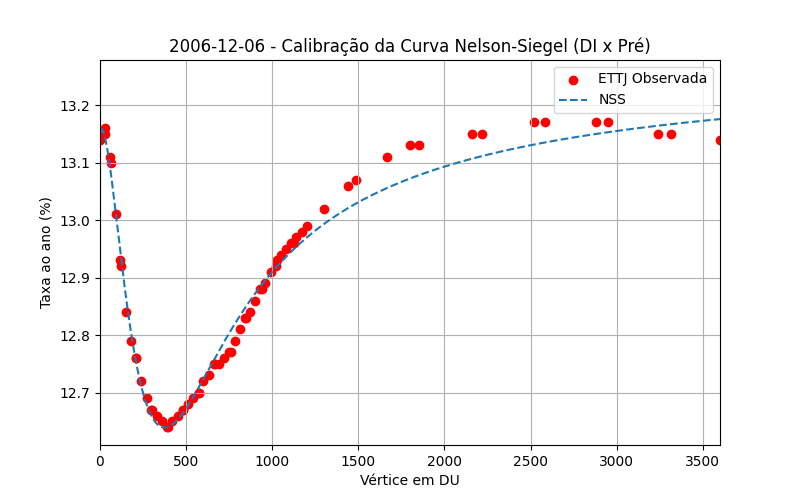 2006-12-06 - Calibração da Curva Nelson-Siegel (DI x Pré)
ETTJ Observada
NSS
Taxa ao ano (%)
13.2
13.1
13.0
12.9
12.8
12.7
0 500 1000 1500 2000 2500 3000 3500
Vértice em DU